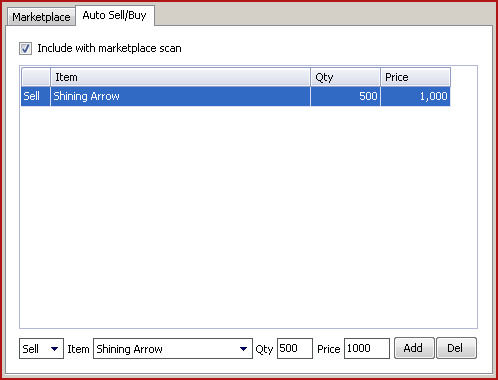 Marketplace Auto Sell/Buy
Include with marketplace scan
Item Qty Price
Sell Shining Arrow 500 1,000
Sell Item Shining Arrow Qty 500 Price 1000 Add Del